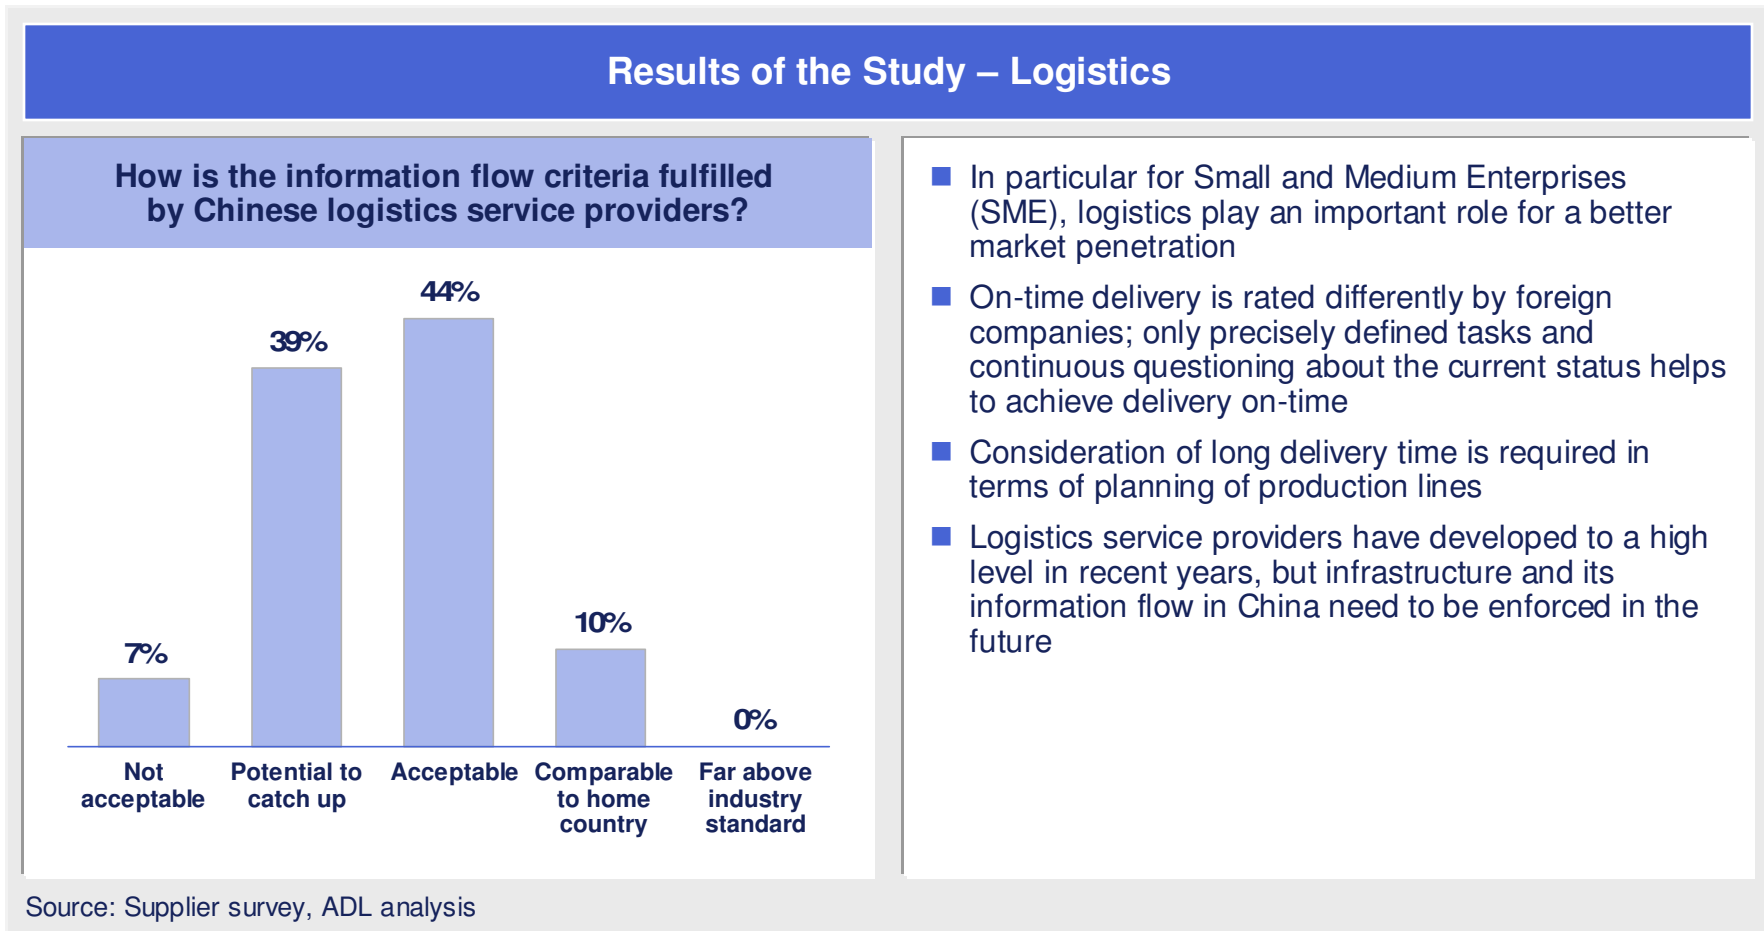 Results of the Study – Logistics
How is the information flow criteria fulfilled
by Chinese logistics service providers?
44%
39%
10%
7%
0%
Not
acceptable
Potential to
catch up
Acceptable
Comparable
to home
country
Far above
industry
standard
In particular for Small and Medium Enterprises
(SME), logistics play an important role for a better
market penetration
On-time delivery is rated differently by foreign
companies; only precisely defined tasks and
continuous questioning about the current status helps
to achieve delivery on-time
Consideration of long delivery time is required in
terms of planning of production lines
Logistics service providers have developed to a high
level in recent years, but infrastructure and its
information flow in China need to be enforced in the
future
Source: Supplier survey, ADL analysis